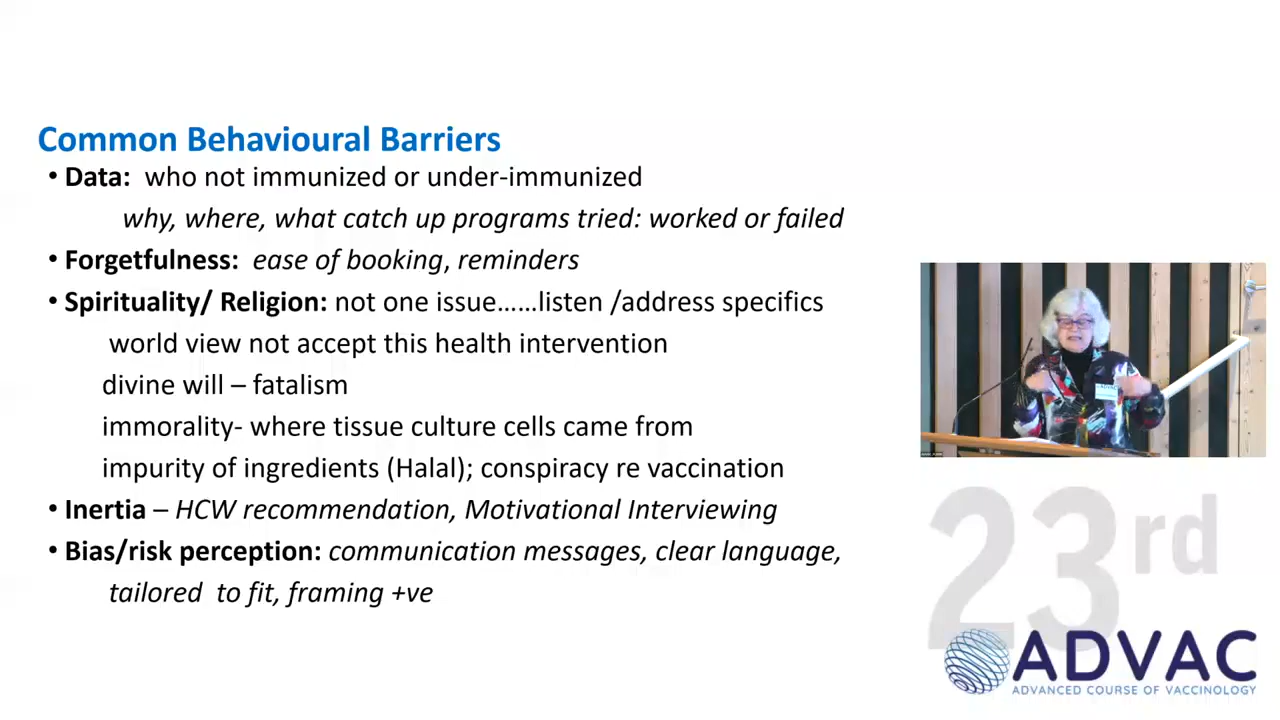 Common Behavioural Barriers
• Data: who not immunized or under-immunized
why, where, what catch up programs tried: worked or failed
• Forgetfulness: ease of booking, reminders
• Spirituality/ Religion: not one issue……listen /address specifics
world view not accept this health intervention
divine will – fatalism
immorality- where tissue culture cells came from
impurity of ingredients (Halal); conspiracy re vaccination
• Inertia – HCW recommendation, Motivational Interviewing
• Bias/risk perception: communication messages, clear language,
tailored to fit, framing +ve
ADVAC
23rd
ADVAC
ADVANCED COURSE OF VACCINOLOGY